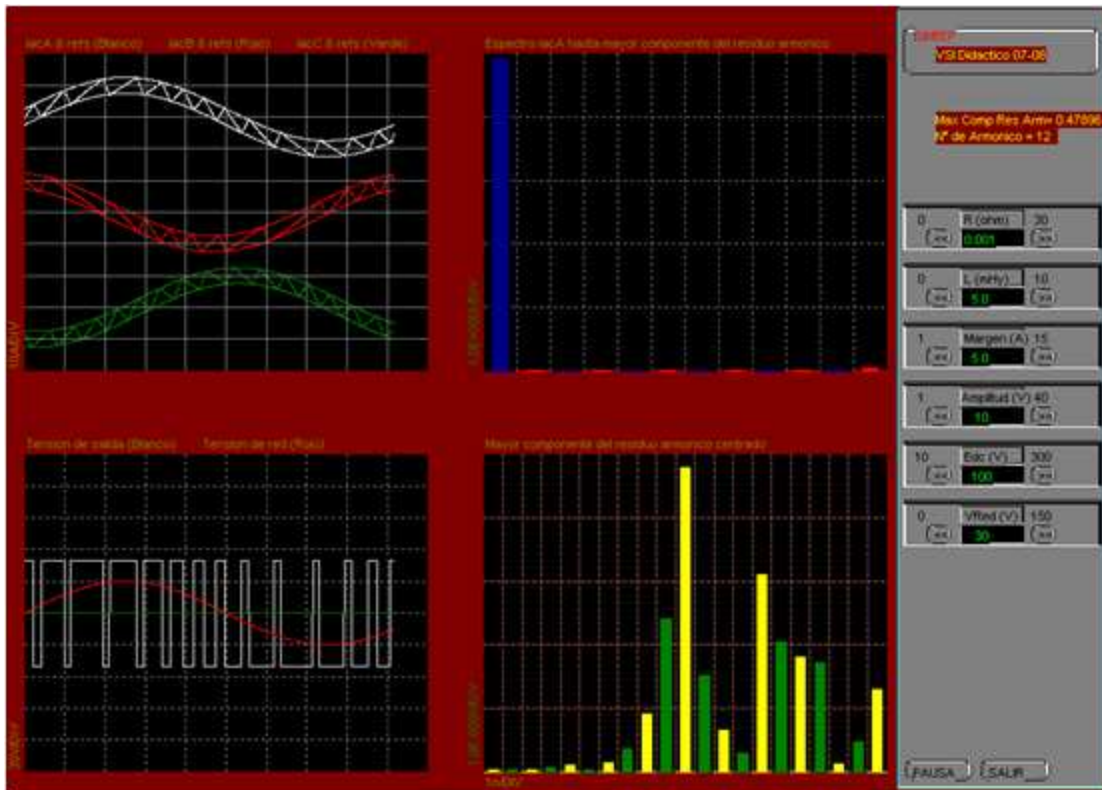 IacA & refs (Blanco) IacB & refs (Rojo) IacC & refs (Verde)
Espectro IacA hasta mayor componente del residuo armonico
VSI Didactico 07-08
Max Comp Res Arm= 0.47896
Nº de Armonico = 12
0 R (ohm) 30
<< 0.001 >>
0 L (mHy) 10
<< 5.0 >>
1 Margen (A) 15
<< 5.0 >>
1 Amplitud (V) 40
<< 10 >>
10 Edc (V) 300
<< 100 >>
0 VRed (V) 150
<< 30 >>
Tension de salida (Blanco) Tension de red (Rojo)
Mayor componente del residuo armonico centrado
PAUSA SALIR